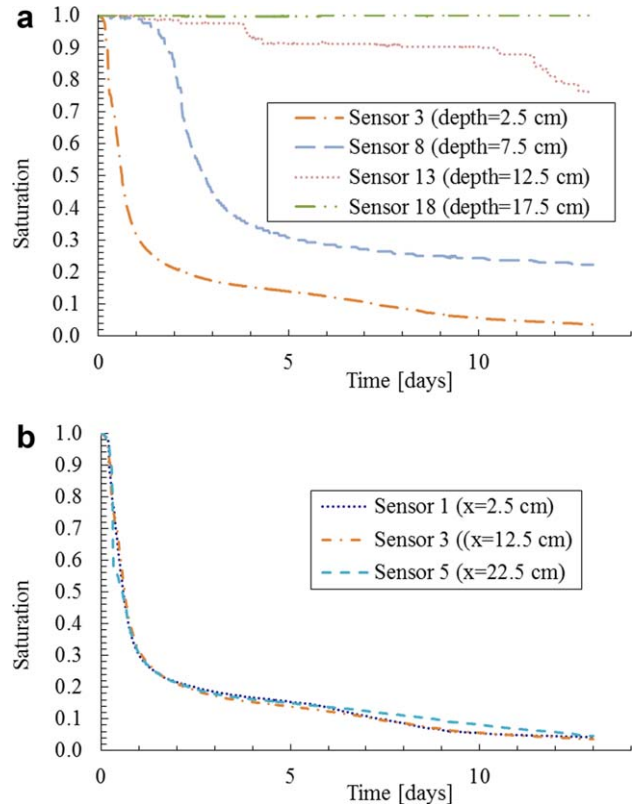 a
1.0
0.9
0.8
0.7
0.6
0.5
0.4
0.3
0.2
0.1
0.0
Saturation
Sensor 3 (depth=2.5 cm)
Sensor 8 (depth=7.5 cm)
Sensor 13 (depth=12.5 cm)
Sensor 18 (depth=17.5 cm)
0 5 10
Time [days]
b
1.0
0.9
0.8
0.7
0.6
0.5
0.4
0.3
0.2
0.1
0.0
Saturation
Sensor 1 (x=2.5 cm)
Sensor 3 ((x=12.5 cm)
Sensor 5 (x=22.5 cm)
0 5 10
Time [days]